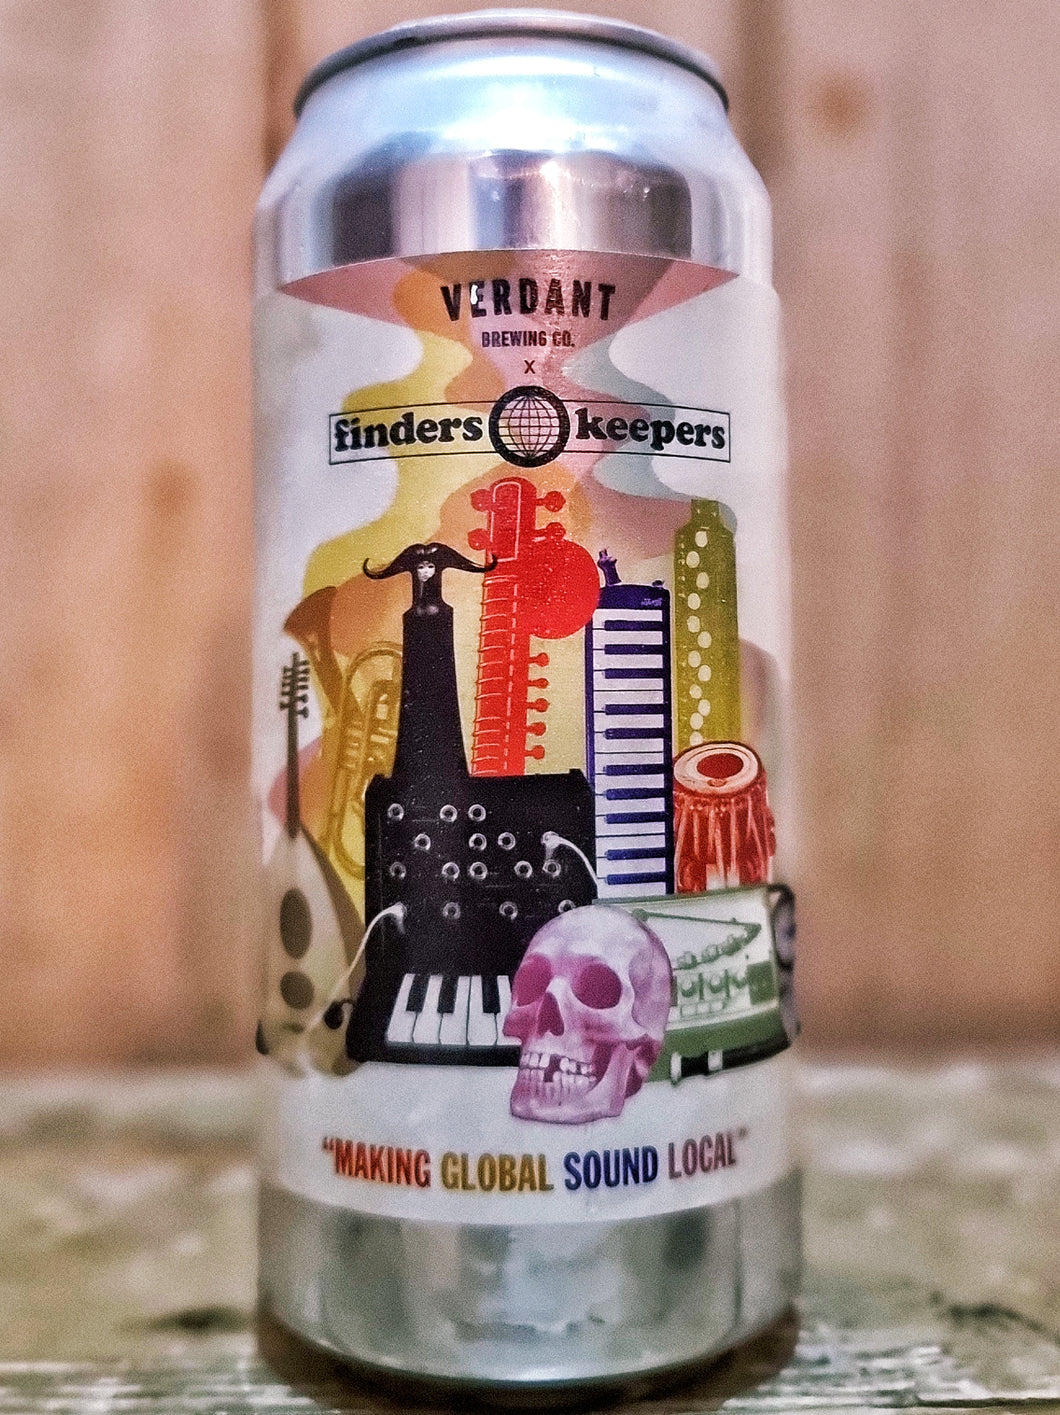 VERDANT
BREWING CO.
X
finders keepers
“MAKING GLOBAL SOUND LOCAL”